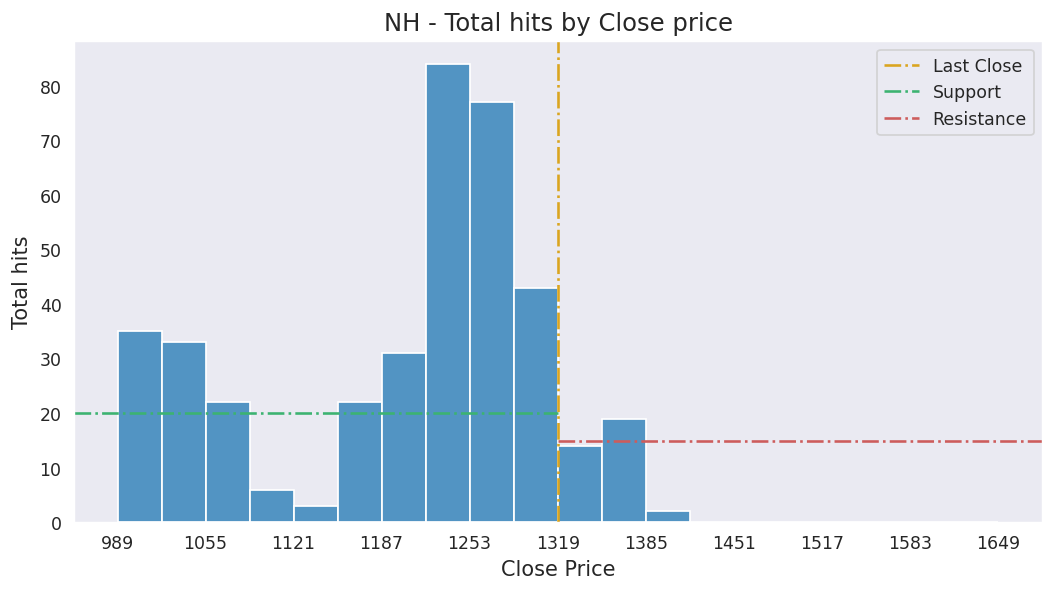 NH - Total hits by Close price
Last Close
Support
Resistance
Total hits
80
70
60
50
40
30
20
10
0
989 1055 1121 1187 1253 1319 1385 1451 1517 1583 1649
Close Price